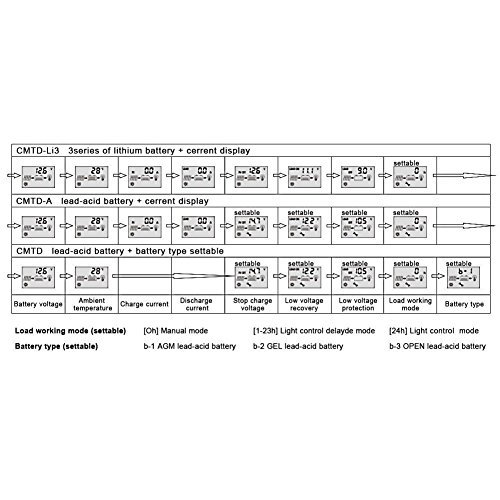 CMTD-Li3 3series of lithium battery + cerrent display
settable
12.6 28° 0.0 0.0 12.6 11.1 9.0 0
CMTD-A lead-acid battery + cerrent display
settable settable settable settable
12.6 28° 0.0 0.0 14.7 12.2 10.5 0
CMTD lead-acid battery + battery type settable
settable settable settable settable settable
12.6 28° 14.7 12.2 10.5 0 b-1
Battery voltage Ambient temperature Charge current Discharge current Stop charge voltage Low voltage recovery Low voltage protection Load working mode Battery type
Load working mode (settable) [Oh] Manual mode [1-23h] Light control delayde mode [24h] Light control mode
Battery type (settable) b-1 AGM lead-acid battery b-2 GEL lead-acid battery b-3 OPEN lead-acid battery